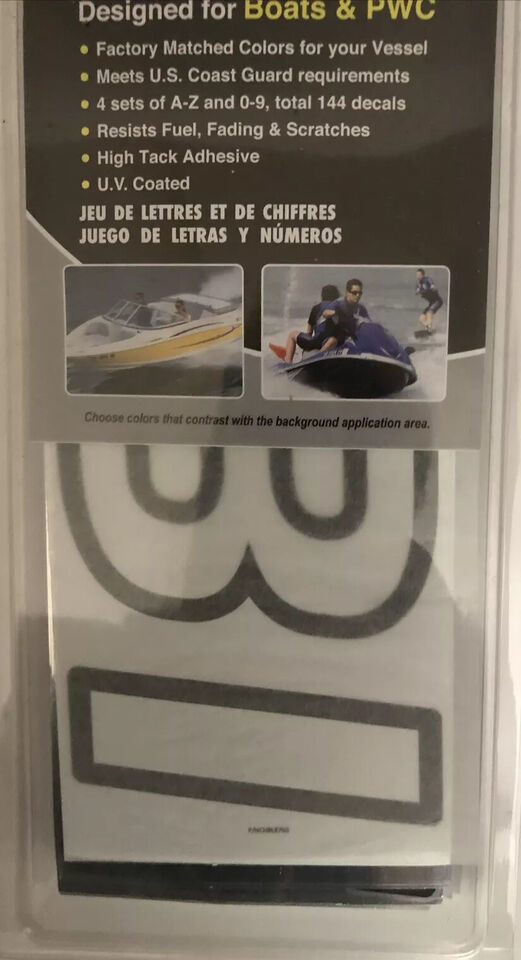 Designed for Boats & PWC
• Factory Matched Colors for your Vessel
• Meets U.S. Coast Guard requirements
• 4 sets of A-Z and 0-9, total 144 decals
• Resists Fuel, Fading & Scratches
• High Tack Adhesive
• U.V. Coated
JEU DE LETTRES ET DE CHIFFRES
JUEGO DE LETRAS Y NÚMEROS
Choose colors that contrast with the background application area.
B
I